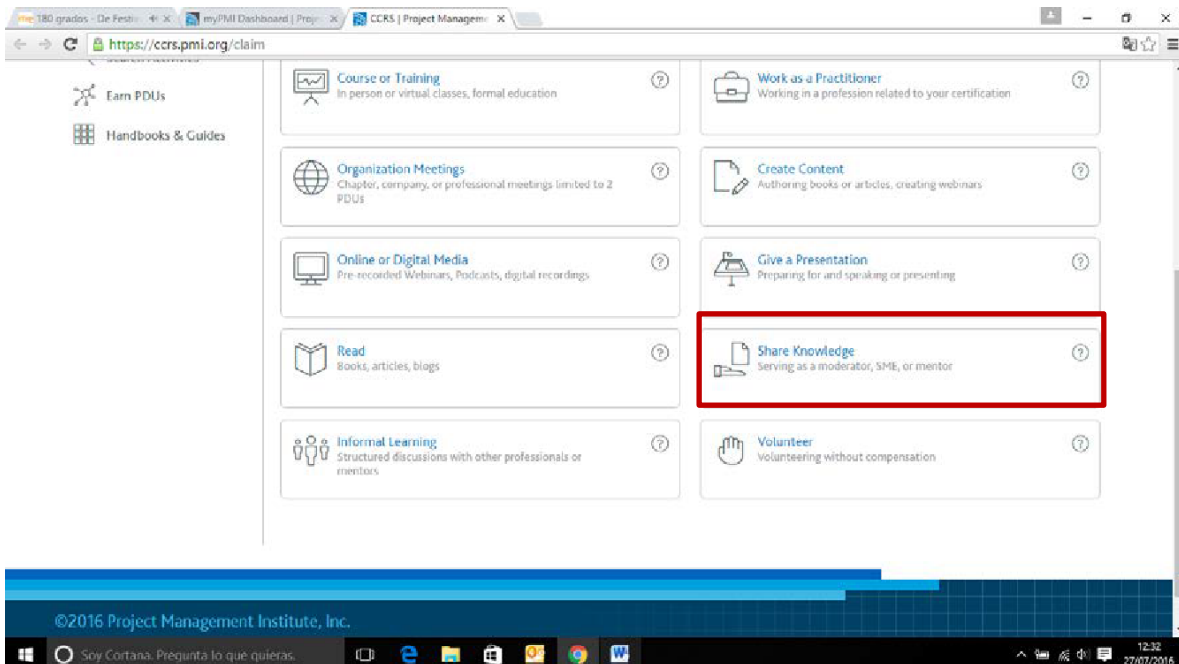 180 grados - De Festiv
myPMI Dashboard | Proje
CCRS | Project Managem
https://ccrs.pmi.org/claim
Earn PDUs
Handbooks & Guides
Course or Training
In person or virtual classes, formal education
Work as a Practitioner
Working in a profession related to your certification
Organization Meetings
Chapter, company, or professional meetings limited to 2
PDUs
Create Content
Authoring books or articles, creating webinars
Online or Digital Media
Pre-recorded Webinars, Podcasts, digital recordings
Give a Presentation
Preparing for and speaking or presenting
Read
Books, articles, blogs
Share Knowledge
Serving as a moderator, SME, or mentor
Informal Learning
Structured discussions with other professionals or
mentors
Volunteer
Volunteering without compensation
©2016 Project Management Institute, Inc.
Soy Cortana. Pregunta lo que quieras.
12:32
27/07/2016